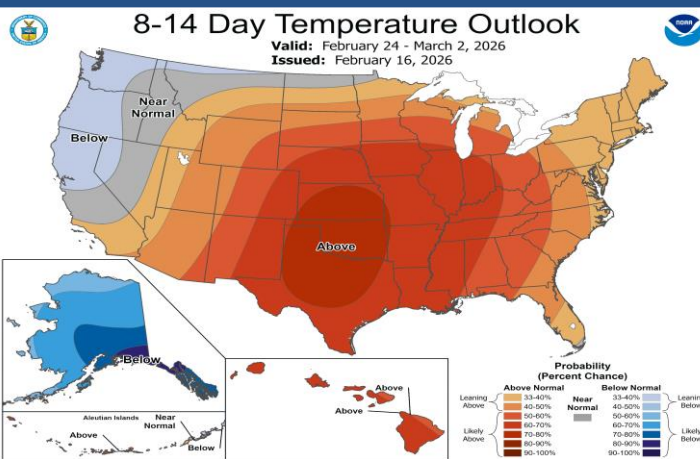 8-14 Day Temperature Outlook
Valid: February 24 - March 2, 2026
Issued: February 16, 2026
NOAA
Near
Normal
Below
Above
Below
Aleutian Islands
Near
Normal
Above
Below
Above
Above
Probability
(Percent Chance)
Above Normal
Below Normal
Leaning
Above
33-40%
40-50%
50-60%
60-70%
70-80%
80-90%
90-100%
Likely
Above
Near
Normal
33-40%
40-50%
50-60%
60-70%
70-80%
80-90%
90-100%